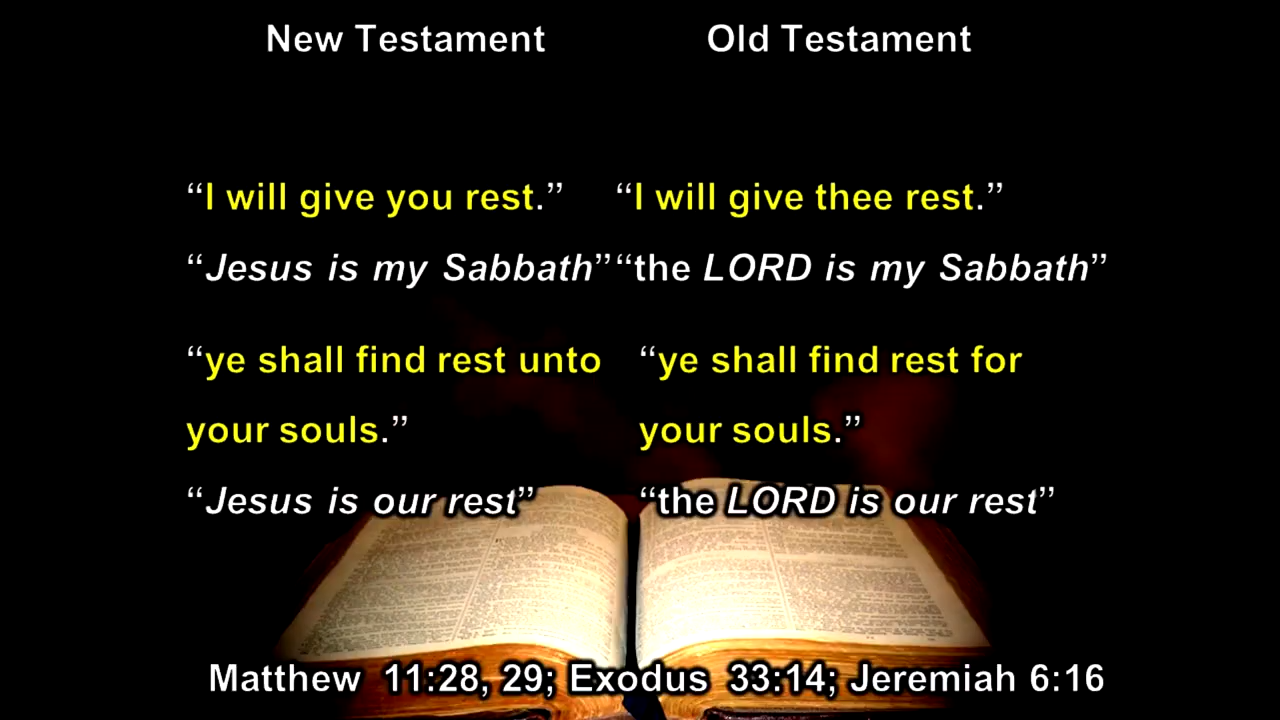 New Testament Old Testament
“I will give you rest.” “I will give thee rest.”
“Jesus is my Sabbath” “the LORD is my Sabbath”
“ye shall find rest unto “ye shall find rest for
your souls.” your souls.”
“Jesus is our rest” “the LORD is our rest”
Matthew 11:28, 29; Exodus 33:14; Jeremiah 6:16